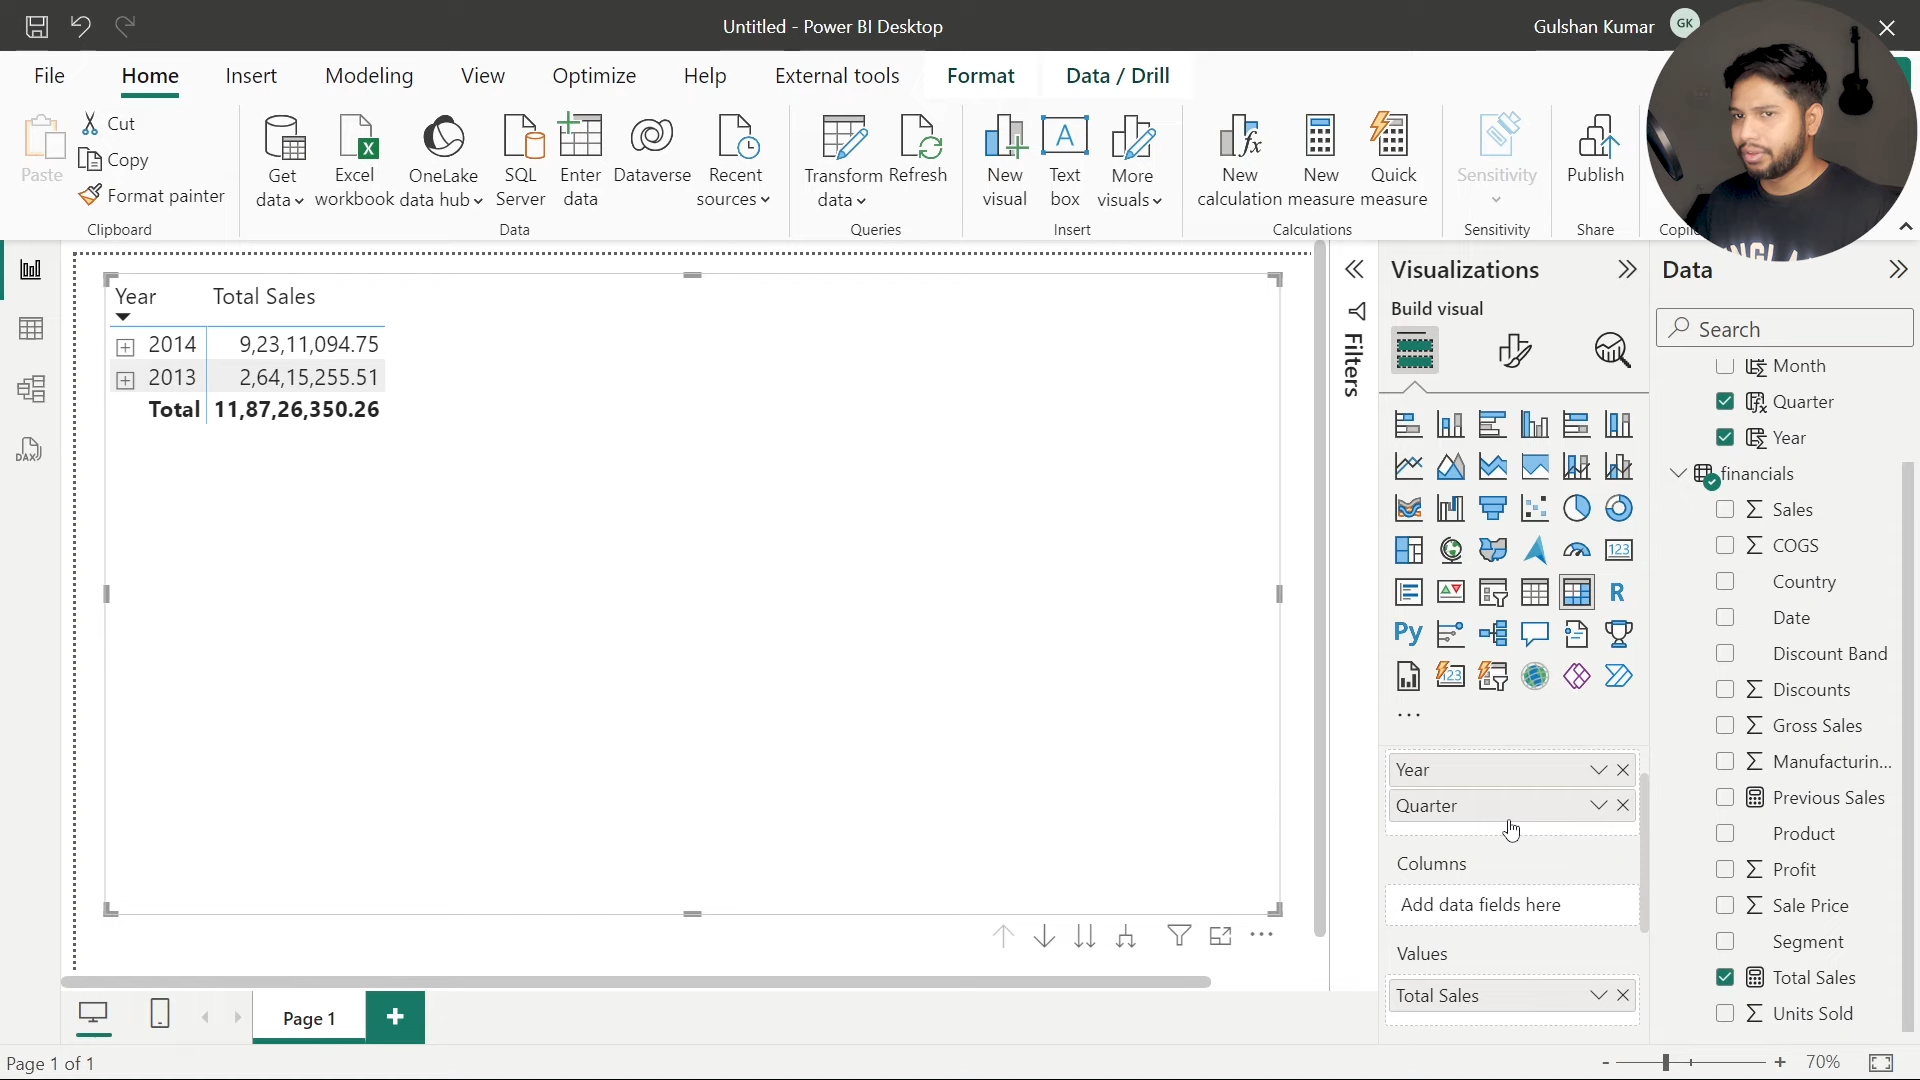 Untitled - Power BI Desktop
Gulshan Kumar
GK
File
Home
Insert
Modeling
View
Optimize
Help
External tools
Format
Data / Drill
Paste
Cut
Copy
Format painter
Clipboard
Get
data
Excel
workbook
OneLake
data hub
SQL
Server
Enter
data
Dataverse
Recent
sources
Data
Transform
data
Refresh
Queries
New
visual
Text
box
More
visuals
Insert
New
calculation
New
measure
Quick
measure
Calculations
Sensitivity
Sensitivity
Publish
Share
Year
Total Sales
2014 9,23,11,094.75
2013 2,64,15,255.51
Total 11,87,26,350.26
Filters
Visualizations
Build visual
R
Py
123
123
Year
Quarter
Columns
Add data fields here
Values
Total Sales
Data
Search
Month
Quarter
Year
financials
Sales
COGS
Country
Date
Discount Band
Discounts
Gross Sales
Manufacturin...
Previous Sales
Product
Profit
Sale Price
Segment
Total Sales
Units Sold
DAX
Page 1
Page 1 of 1
70%